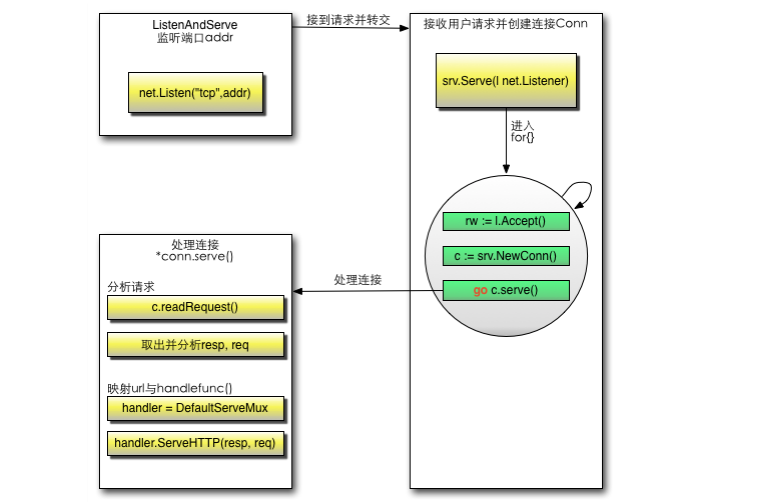 ListenAndServe
监听端口addr
net.Listen("tcp",addr)
接到请求并转交
接收用户请求并创建连接Conn
srv.Serve(l net.Listener)
进入
for{}
rw := l.Accept()
c := srv.NewConn()
go c.serve()
处理连接
处理连接
*conn.serve()
分析请求
c.readRequest()
取出并分析resp, req
映射url与handlefunc()
handler = DefaultServeMux
handler.ServeHTTP(resp, req)